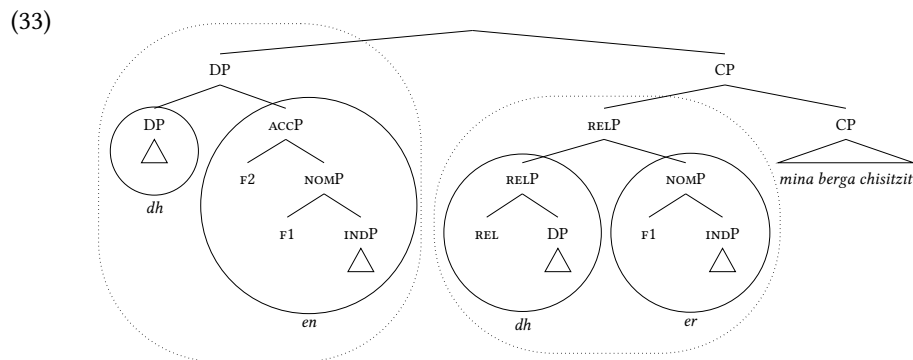 (33)
DP CP
DP ACCP RELP CP
F2 NOMP RELP NOMP mina berga chisitzit
dh
F1 INDP REL DP F1 INDP
en dh er